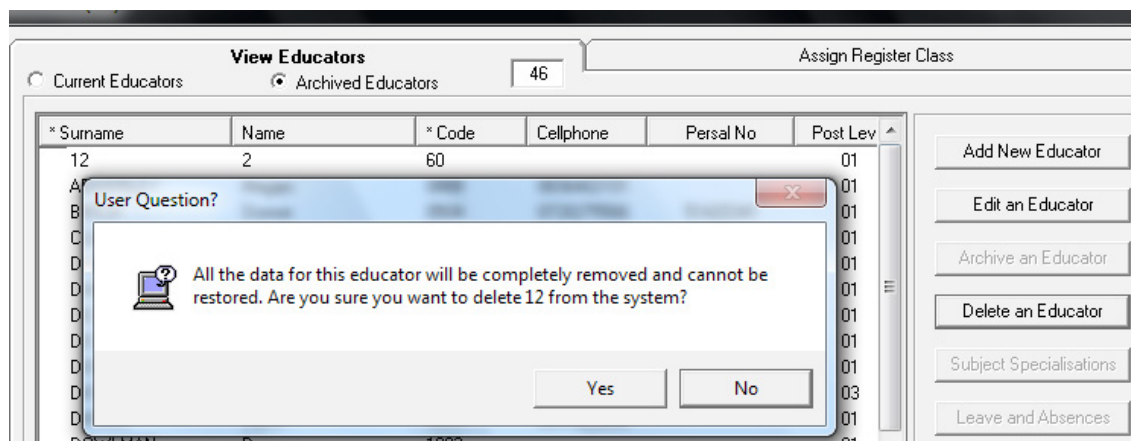 View Educators
Assign Register Class
Current Educators
Archived Educators
46
* Surname Name * Code Cellphone Persal No Post Lev
12 2 60 01
Add New Educator
User Question?
01
01
Edit an Educator
01
All the data for this educator will be completely removed and cannot be
restored. Are you sure you want to delete 12 from the system?
01
Archive an Educator
01
01
Delete an Educator
01
01
Subject Specialisations
Yes No
03
01
Leave and Absences